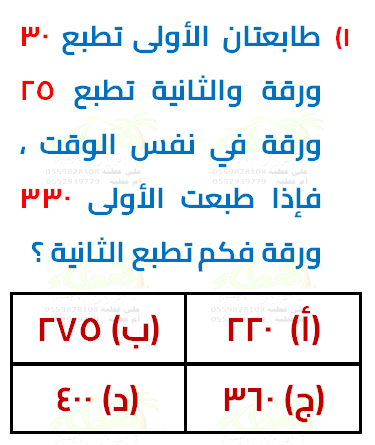 ١) طابعتان الأولى تطبع ٣٠
ورقة والثانية تطبع ٢٥
ورقة في نفس الوقت ،
فإذا طبعت الأولى ٣٣٠
ورقة فكم تطبع الثانية ؟
(أ) ٢٢٠ (ب) ٢٧٥
(ج) ٣٦٠ (د) ٤٠٠